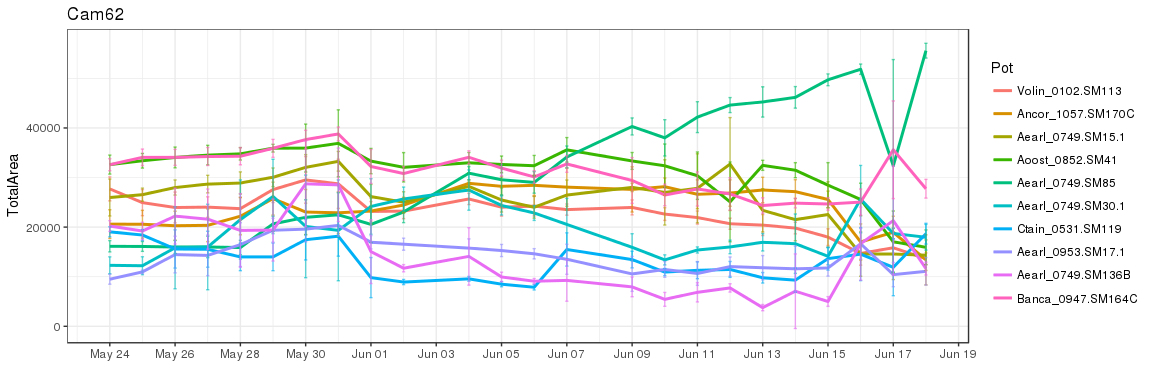 Cam62
TotalArea
40000
20000
0
May 24 May 26 May 28 May 30 Jun 01 Jun 03 Jun 05 Jun 07 Jun 09 Jun 11 Jun 13 Jun 15 Jun 17 Jun 19
Pot
Volin_0102.SM113
Ancor_1057.SM170C
Aearl_0749.SM15.1
Aoost_0852.SM41
Aearl_0749.SM85
Aearl_0749.SM30.1
Ctain_0531.SM119
Aearl_0953.SM17.1
Aearl_0749.SM136B
Banca_0947.SM164C